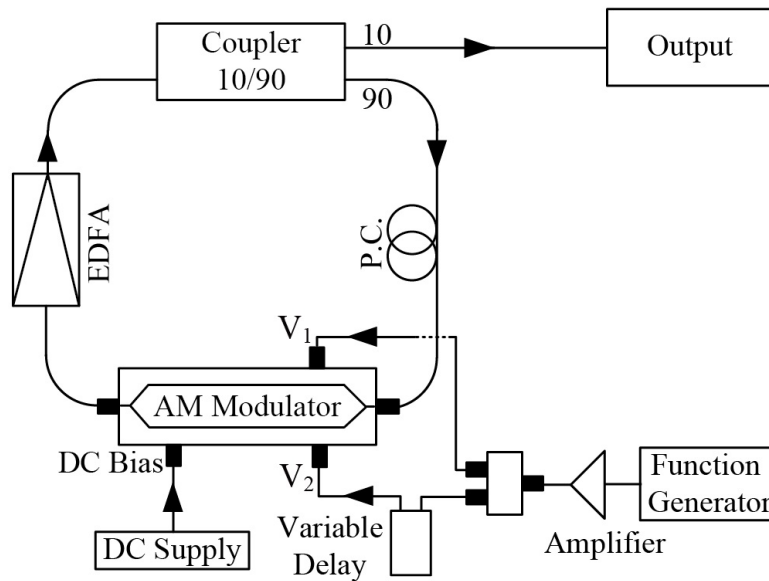 Coupler
10/90
10
90
Output
EDFA
P.C.
V1
AM Modulator
DC Bias
V2
Variable
Delay
DC Supply
Amplifier
Function
Generator